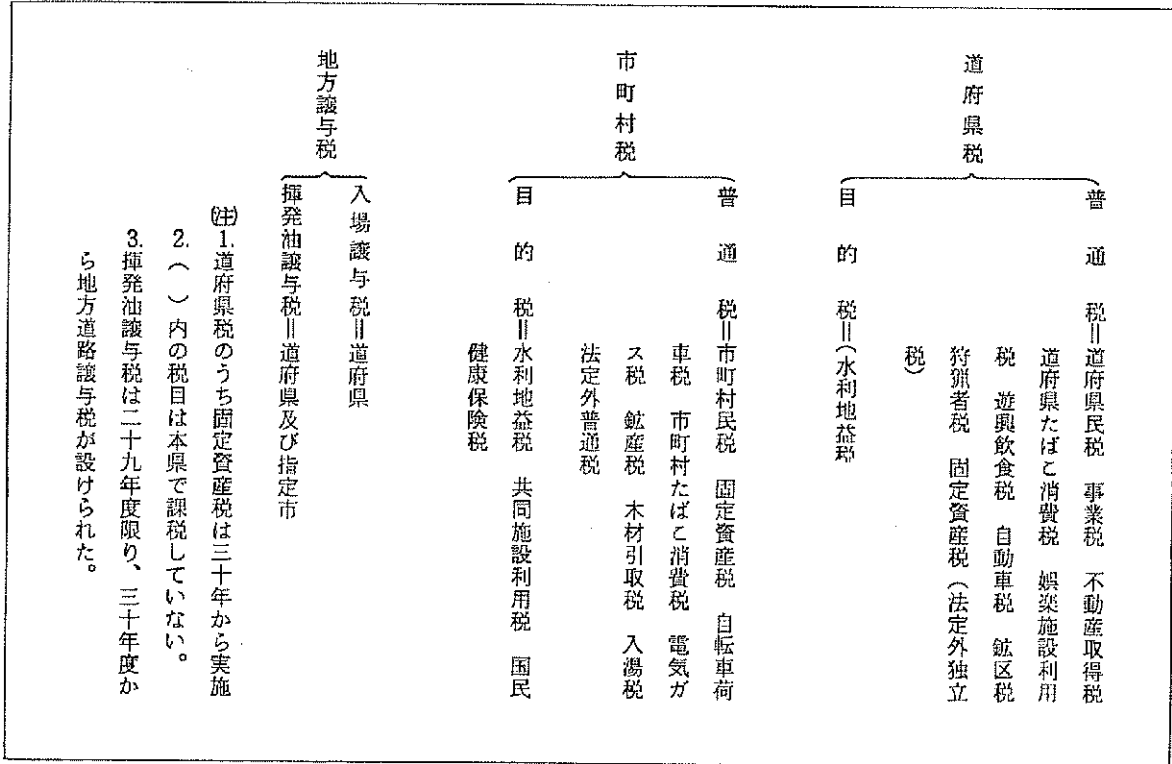 道府県税
普通税＝道府県民税　事業税　不動産取得税
道府県たばこ消費税　娯楽施設利用
税　遊興飲食税　自動車税　鉱区税
狩猟者税　固定資産税（法定外独立
税）
目的税＝（水利地益税
市町村税
普通税＝市町村民税　固定資産税　自転車荷
車税　市町村たばこ消費税　電気ガ
ス税　鉱産税　木材引取税　入湯税
法定外普通税
目的税＝水利地益税　共同施設利用税　国民
健康保険税
地方譲与税
入場譲与税＝道府県
揮発油譲与税＝道府県及び指定市
(注)1.道府県税のうち固定資産税は三十年から実施
2.（　）内の税目は本県で課税していない。
3.揮発油譲与税は二十九年度限り、三十年度か
ら地方道路譲与税が設けられた。